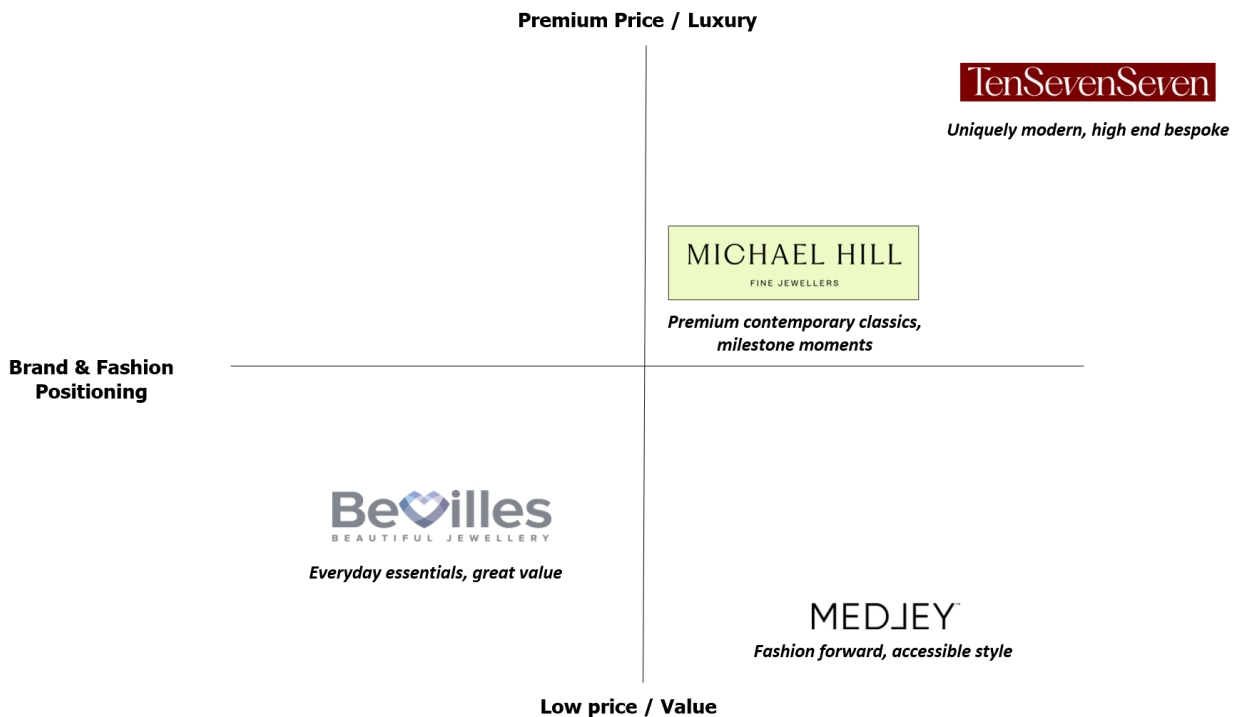 Premium Price / Luxury
TenSevenSeven
Uniquely modern, high end bespoke
MICHAEL HILL
FINE JEWELLERS
Premium contemporary classics,
milestone moments
Brand & Fashion
Positioning
Bevilles
BEAUTIFUL JEWELLERY
Everyday essentials, great value
MEDLEY™
Fashion forward, accessible style
Low price / Value